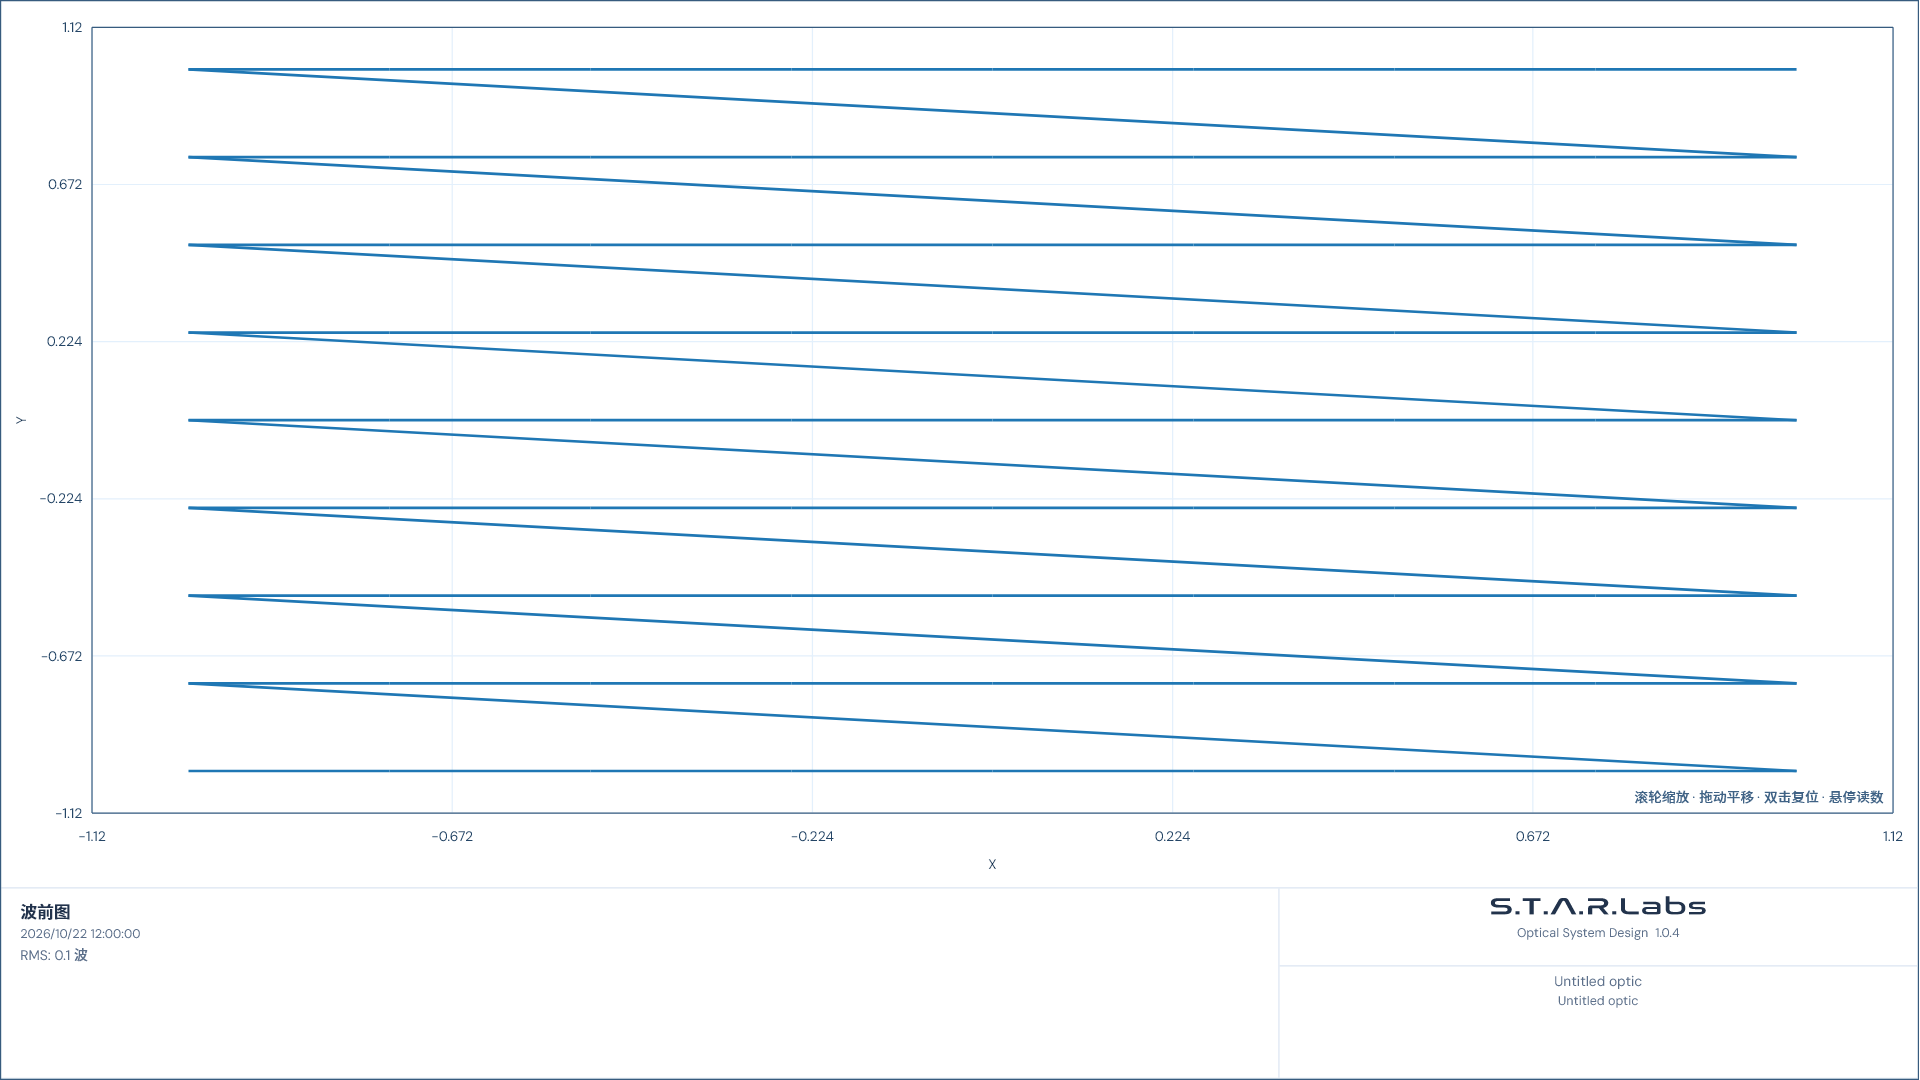 1.12
0.672
0.224
Y
-0.224
-0.672
-1.12
滚轮缩放 · 拖动平移 · 双击复位 · 悬停读数
-1.12 -0.672 -0.224 0.224 0.672 1.12
X
波前图
2026/10/22 12:00:00
RMS: 0.1 波
S.T.A.R.Labs
Optical System Design 1.0.4
Untitled optic
Untitled optic